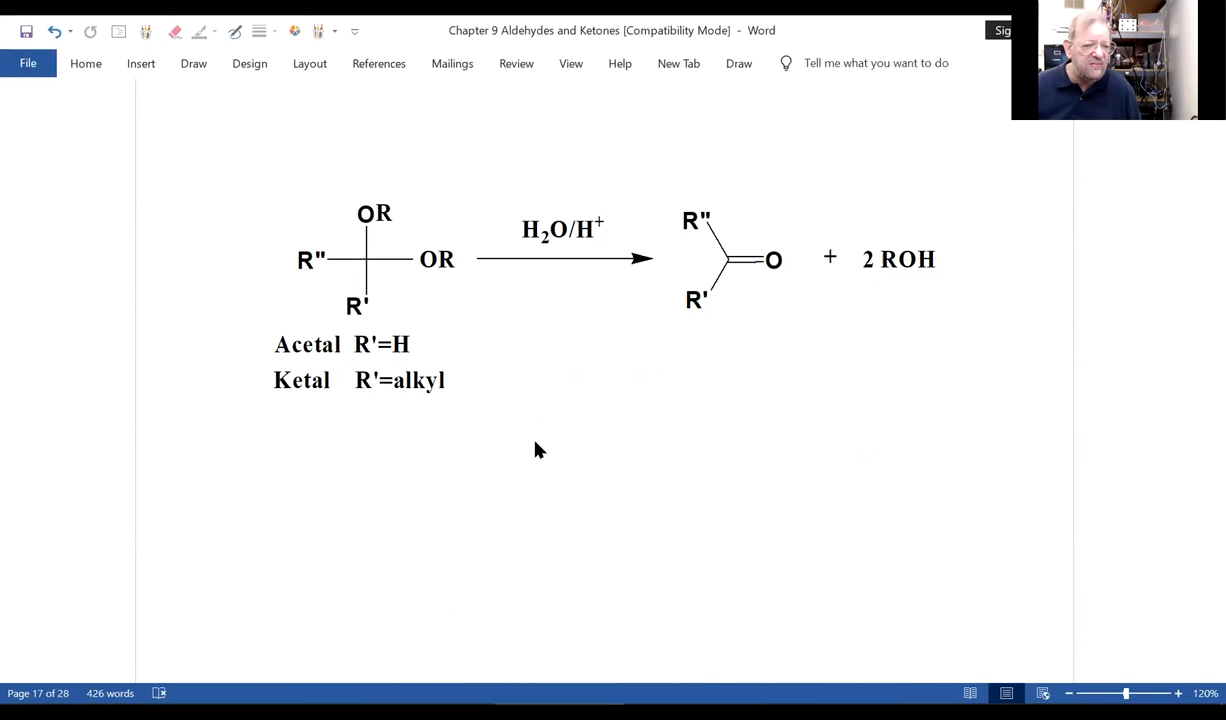 Chapter 9 Aldehydes and Ketones [Compatibility Mode] - Word
Sig
File Home Insert Draw Design Layout References Mailings Review View Help New Tab Draw Tell me what you want to do
OR
R" OR
R'
H₂O/H⁺
R"
O + 2 ROH
R'
Acetal R'=H
Ketal R'=alkyl
Page 17 of 28 426 words
120%